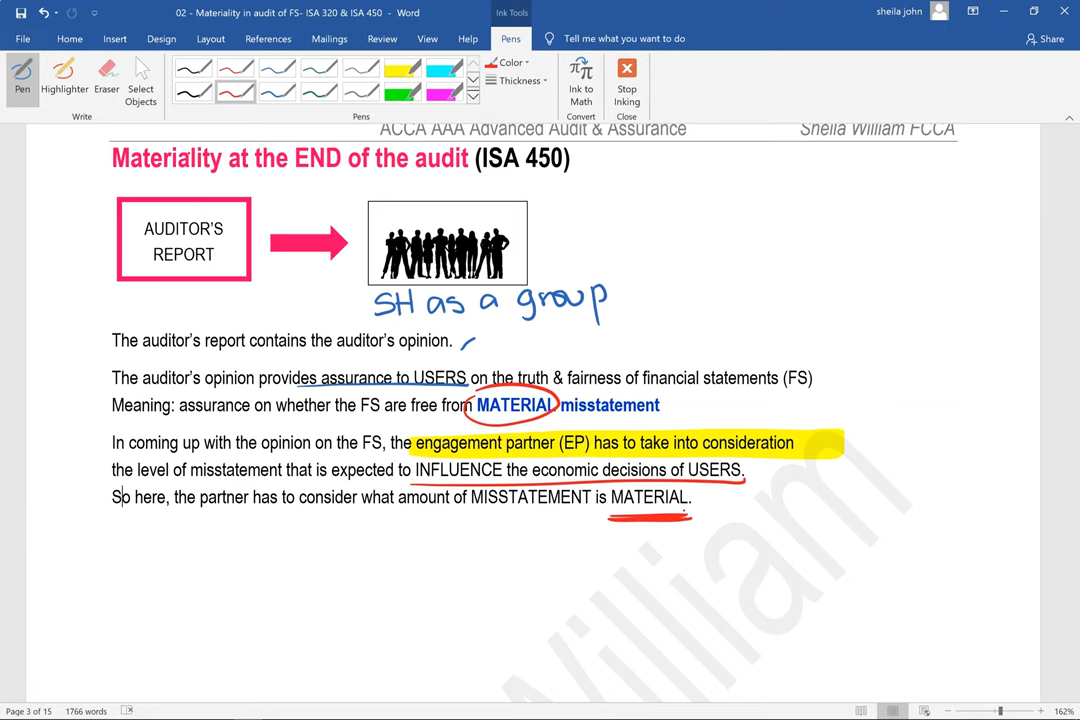 02 - Materiality in audit of FS- ISA 320 & ISA 450 - Word
Ink Tools
sheila john
File Home Insert Design Layout References Mailings Review View Help Pens Tell me what you want to do Share
Pen Highlighter Eraser Select Objects
Color
Thickness
Ink to Math
Stop Inking
Write Pens Convert Close
ACCA AAA Advanced Audit & Assurance Sheila William FCCA
Materiality at the END of the audit (ISA 450)
AUDITOR'S
REPORT
SH as a group
The auditor's report contains the auditor's opinion.
The auditor's opinion provides assurance to USERS on the truth & fairness of financial statements (FS)
Meaning: assurance on whether the FS are free from MATERIAL misstatement
In coming up with the opinion on the FS, the engagement partner (EP) has to take into consideration
the level of misstatement that is expected to INFLUENCE the economic decisions of USERS.
So here, the partner has to consider what amount of MISSTATEMENT is MATERIAL.
William
Page 3 of 15 1766 words 162%